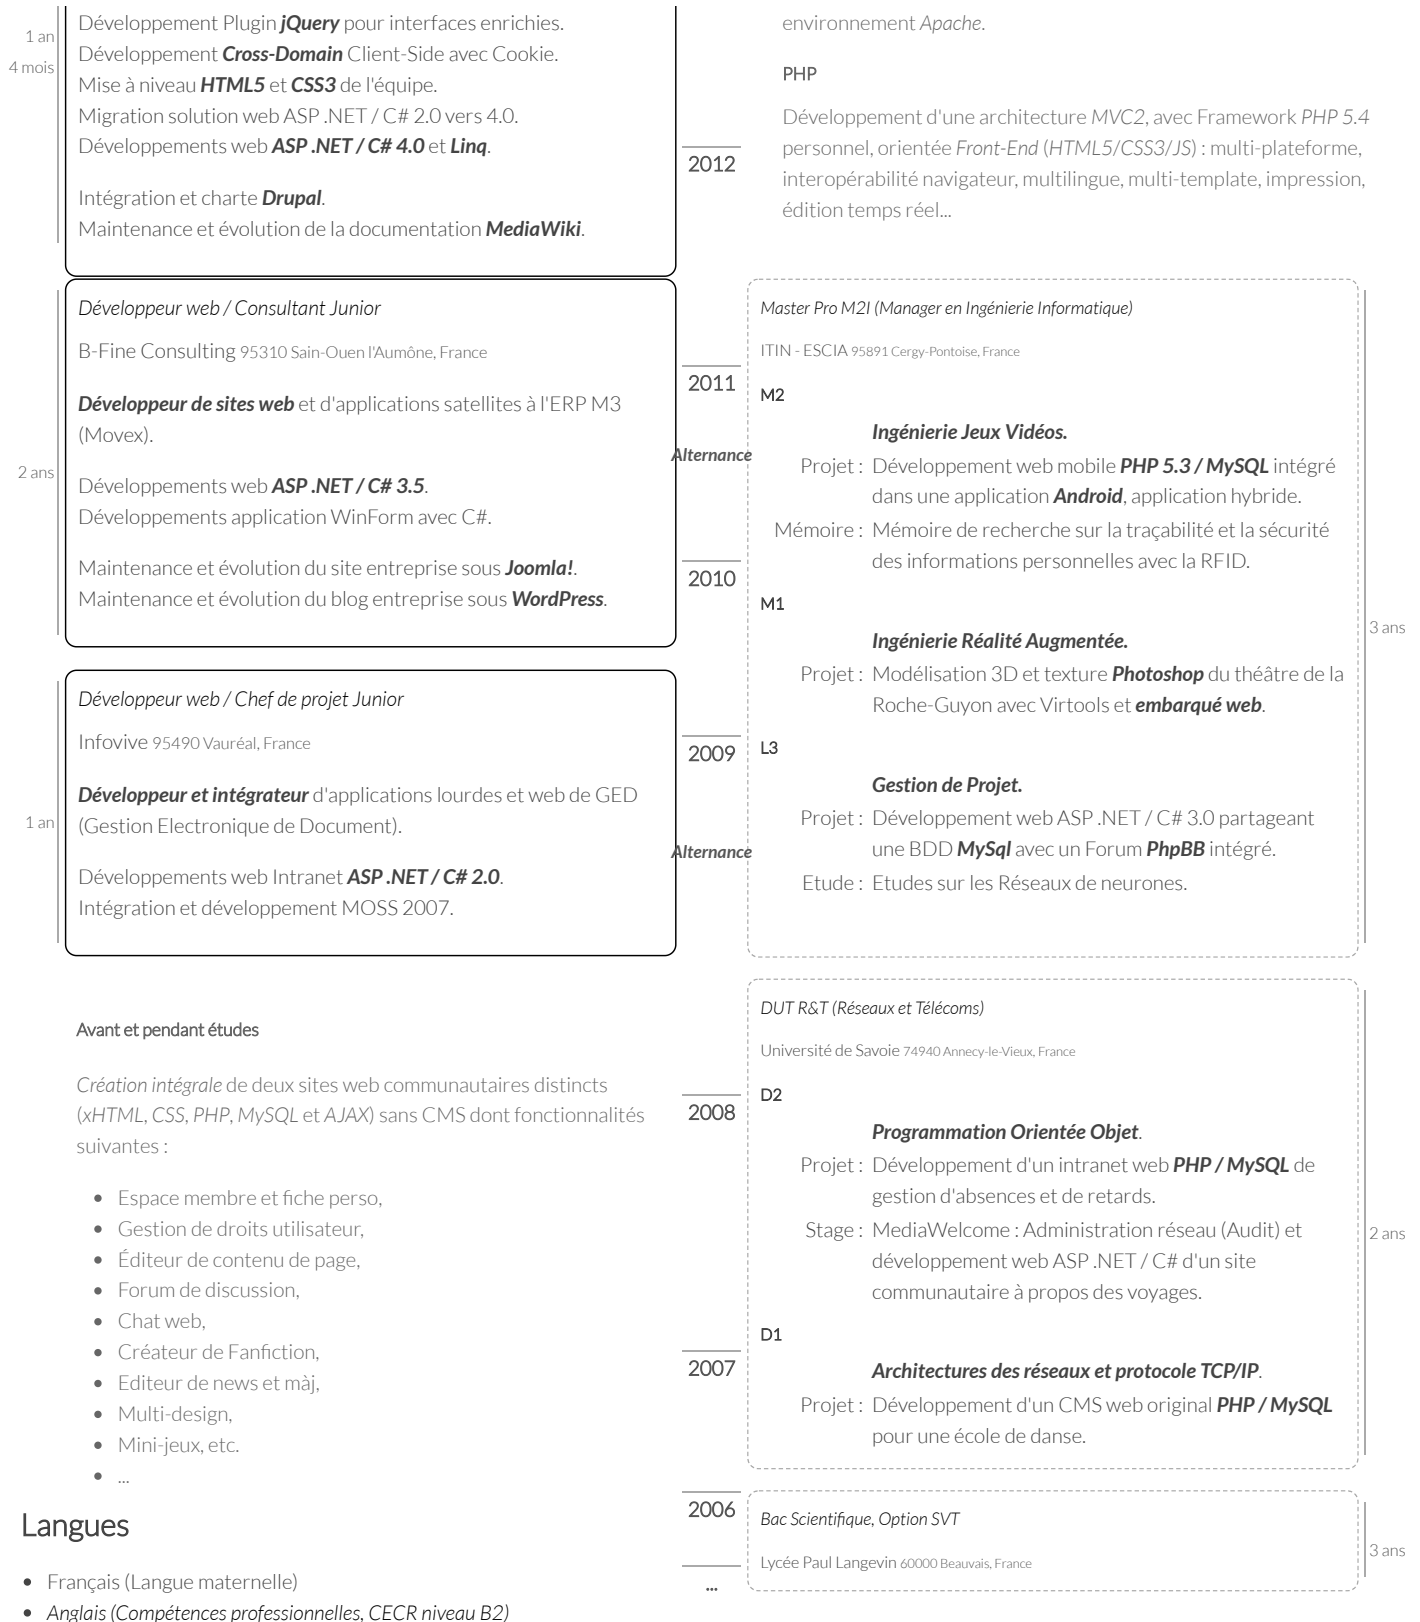 1 an
4 mois
Développement Plugin jQuery pour interfaces enrichies.
Développement Cross-Domain Client-Side avec Cookie.
Mise à niveau HTML5 et CSS3 de l'équipe.
Migration solution web ASP .NET / C# 2.0 vers 4.0.
Développements web ASP .NET / C# 4.0 et Linq.
Intégration et charte Drupal.
Maintenance et évolution de la documentation MediaWiki.
2012
environnement Apache.
PHP
Développement d'une architecture MVC2, avec Framework PHP 5.4
personnel, orientée Front-End (HTML5/CSS3/JS) : multi-plateforme,
interopérabilité navigateur, multilingue, multi-template, impression,
édition temps réel...
2 ans
Développeur web / Consultant Junior
B-Fine Consulting 95310 Sain-Ouen l'Aumône, France
Développeur de sites web et d'applications satellites à l'ERP M3
(Movex).
Développements web ASP .NET / C# 3.5.
Développements application WinForm avec C#.
Maintenance et évolution du site entreprise sous Joomla!.
Maintenance et évolution du blog entreprise sous WordPress.
2011
Alternance
2010
1 an
Développeur web / Chef de projet Junior
Infovive 95490 Vauréal, France
Développeur et intégrateur d'applications lourdes et web de GED
(Gestion Electronique de Document).
Développements web Intranet ASP .NET / C# 2.0.
Intégration et développement MOSS 2007.
2009
Alternance
Master Pro M2I (Manager en Ingénierie Informatique)
ITIN - ESCIA 95891 Cergy-Pontoise, France
M2
Ingénierie Jeux Vidéos.
Projet : Développement web mobile PHP 5.3 / MySQL intégré
dans une application Android, application hybride.
Mémoire : Mémoire de recherche sur la traçabilité et la sécurité
des informations personnelles avec la RFID.
M1
Ingénierie Réalité Augmentée.
Projet : Modélisation 3D et texture Photoshop du théâtre de la
Roche-Guyon avec Virtools et embarqué web.
L3
Gestion de Projet.
Projet : Développement web ASP .NET / C# 3.0 partageant
une BDD MySql avec un Forum PhpBB intégré.
Etude : Etudes sur les Réseaux de neurones.
3 ans
Avant et pendant études
Création intégrale de deux sites web communautaires distincts
(xHTML, CSS, PHP, MySQL et AJAX) sans CMS dont fonctionnalités
suivantes :
• Espace membre et fiche perso,
• Gestion de droits utilisateur,
• Éditeur de contenu de page,
• Forum de discussion,
• Chat web,
• Créateur de Fanfiction,
• Editeur de news et màj,
• Multi-design,
• Mini-jeux, etc.
• ...
2008
2007
DUT R&T (Réseaux et Télécoms)
Université de Savoie 74940 Annecy-le-Vieux, France
D2
Programmation Orientée Objet.
Projet : Développement d'un intranet web PHP / MySQL de
gestion d'absences et de retards.
Stage : MediaWelcome : Administration réseau (Audit) et
développement web ASP .NET / C# d'un site
communautaire à propos des voyages.
D1
Architectures des réseaux et protocole TCP/IP.
Projet : Développement d'un CMS web original PHP / MySQL
pour une école de danse.
2 ans
2006
...
Bac Scientifique, Option SVT
Lycée Paul Langevin 60000 Beauvais, France
3 ans
Langues
• Français (Langue maternelle)
• Anglais (Compétences professionnelles, CECR niveau B2)